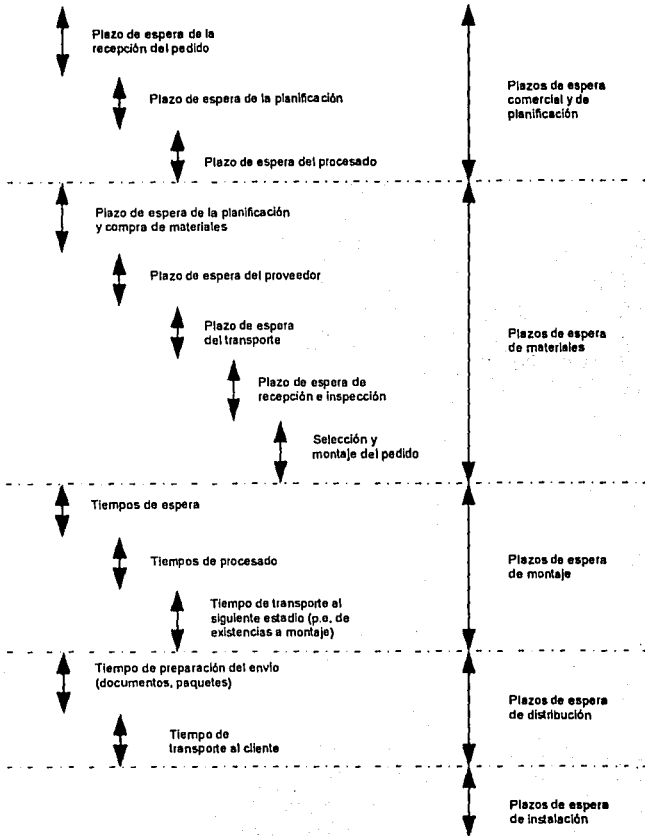 Plazo de espera de la
recepción del pedido
Plazo de espera de la planificación
Plazo de espera del procesado
Plazos de espera
comercial y de
planificación
Plazo de espera de la planificación
y compra de materiales
Plazo de espera del proveedor
Plazo de espera
del transporte
Plazo de espera de
recepción e inspección
Selección y
montaje del pedido
Plazos de espera
de materiales
Tiempos de espera
Tiempos de procesado
Tiempo de transporte al
siguiente estadio (p.e. de
existencias a montaje)
Plazos de espera
de montaje
Tiempo de preparación del envío
(documentos, paquetes)
Tiempo de
transporte al cliente
Plazos de espera
de distribución
Plazos de espera
de instalación